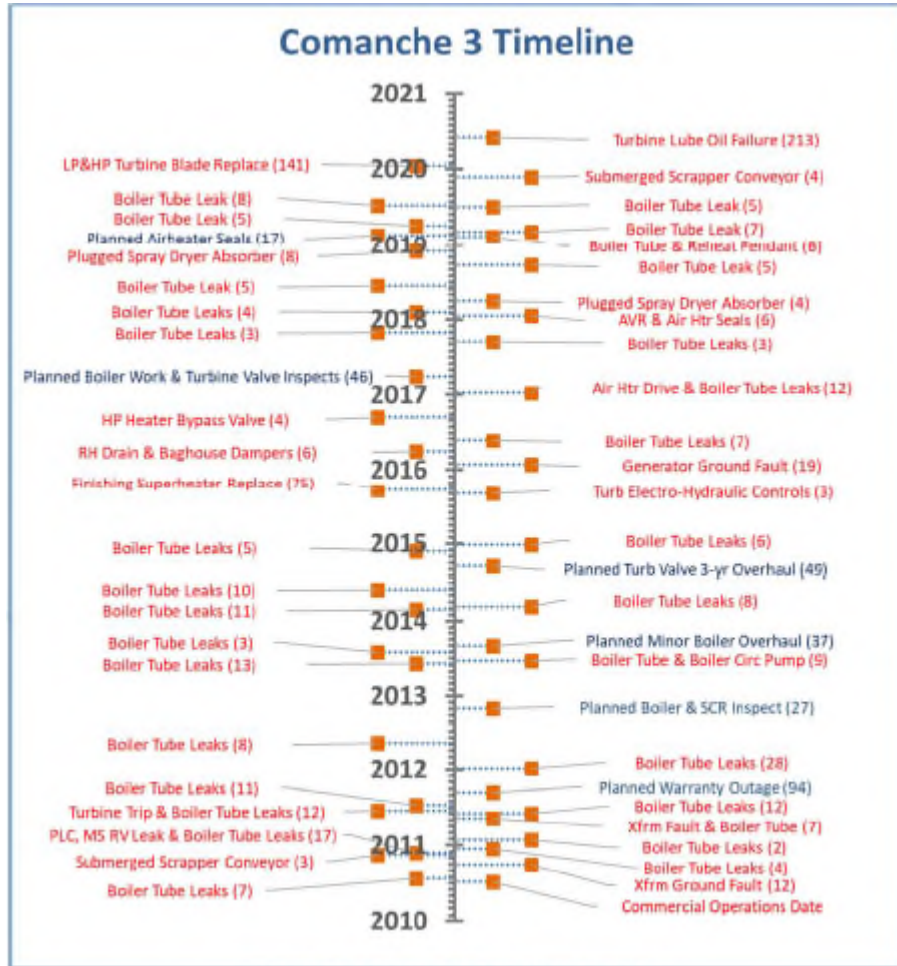 Comanche 3 Timeline
2021
Turbine Lube Oil Failure (213)
LP&HP Turbine Blade Replace (141)
2020
Submerged Scrapper Conveyor (4)
Boiler Tube Leak (8)
Boiler Tube Leak (5)
Boiler Tube Leak (5)
Boiler Tube Leak (7)
Planned Airheater Seals (17)
2019
Boiler Tube & Reheat Pendant (6)
Plugged Spray Dryer Absorber (8)
Boiler Tube Leak (5)
Boiler Tube Leak (5)
Plugged Spray Dryer Absorber (4)
Boiler Tube Leaks (4)
2018
AVR & Air Htr Seals (6)
Boiler Tube Leaks (3)
Boiler Tube Leaks (3)
Planned Boiler Work & Turbine Valve Inspects (46)
2017
Air Htr Drive & Boiler Tube Leaks (12)
HP Heater Bypass Valve (4)
Boiler Tube Leaks (7)
RH Drain & Baghouse Dampers (6)
2016
Generator Ground Fault (19)
Finishing Superheater Replace (75)
Turb Electro-Hydraulic Controls (3)
2015
Boiler Tube Leaks (6)
Boiler Tube Leaks (5)
Planned Turb Valve 3-yr Overhaul (49)
Boiler Tube Leaks (10)
Boiler Tube Leaks (8)
Boiler Tube Leaks (11)
2014
Boiler Tube Leaks (3)
Planned Minor Boiler Overhaul (37)
Boiler Tube Leaks (13)
Boiler Tube & Boiler Circ Pump (9)
2013
Planned Boiler & SCR Inspect (27)
Boiler Tube Leaks (8)
2012
Boiler Tube Leaks (28)
Boiler Tube Leaks (11)
Planned Warranty Outage (94)
Turbine Trip & Boiler Tube Leaks (12)
Boiler Tube Leaks (12)
Xfrm Fault & Boiler Tube (7)
PLC, MS RV Leak & Boiler Tube Leaks (17)
2011
Boiler Tube Leaks (2)
Submerged Scrapper Conveyor (3)
Boiler Tube Leaks (4)
Boiler Tube Leaks (7)
Xfrm Ground Fault (12)
Commercial Operations Date
2010